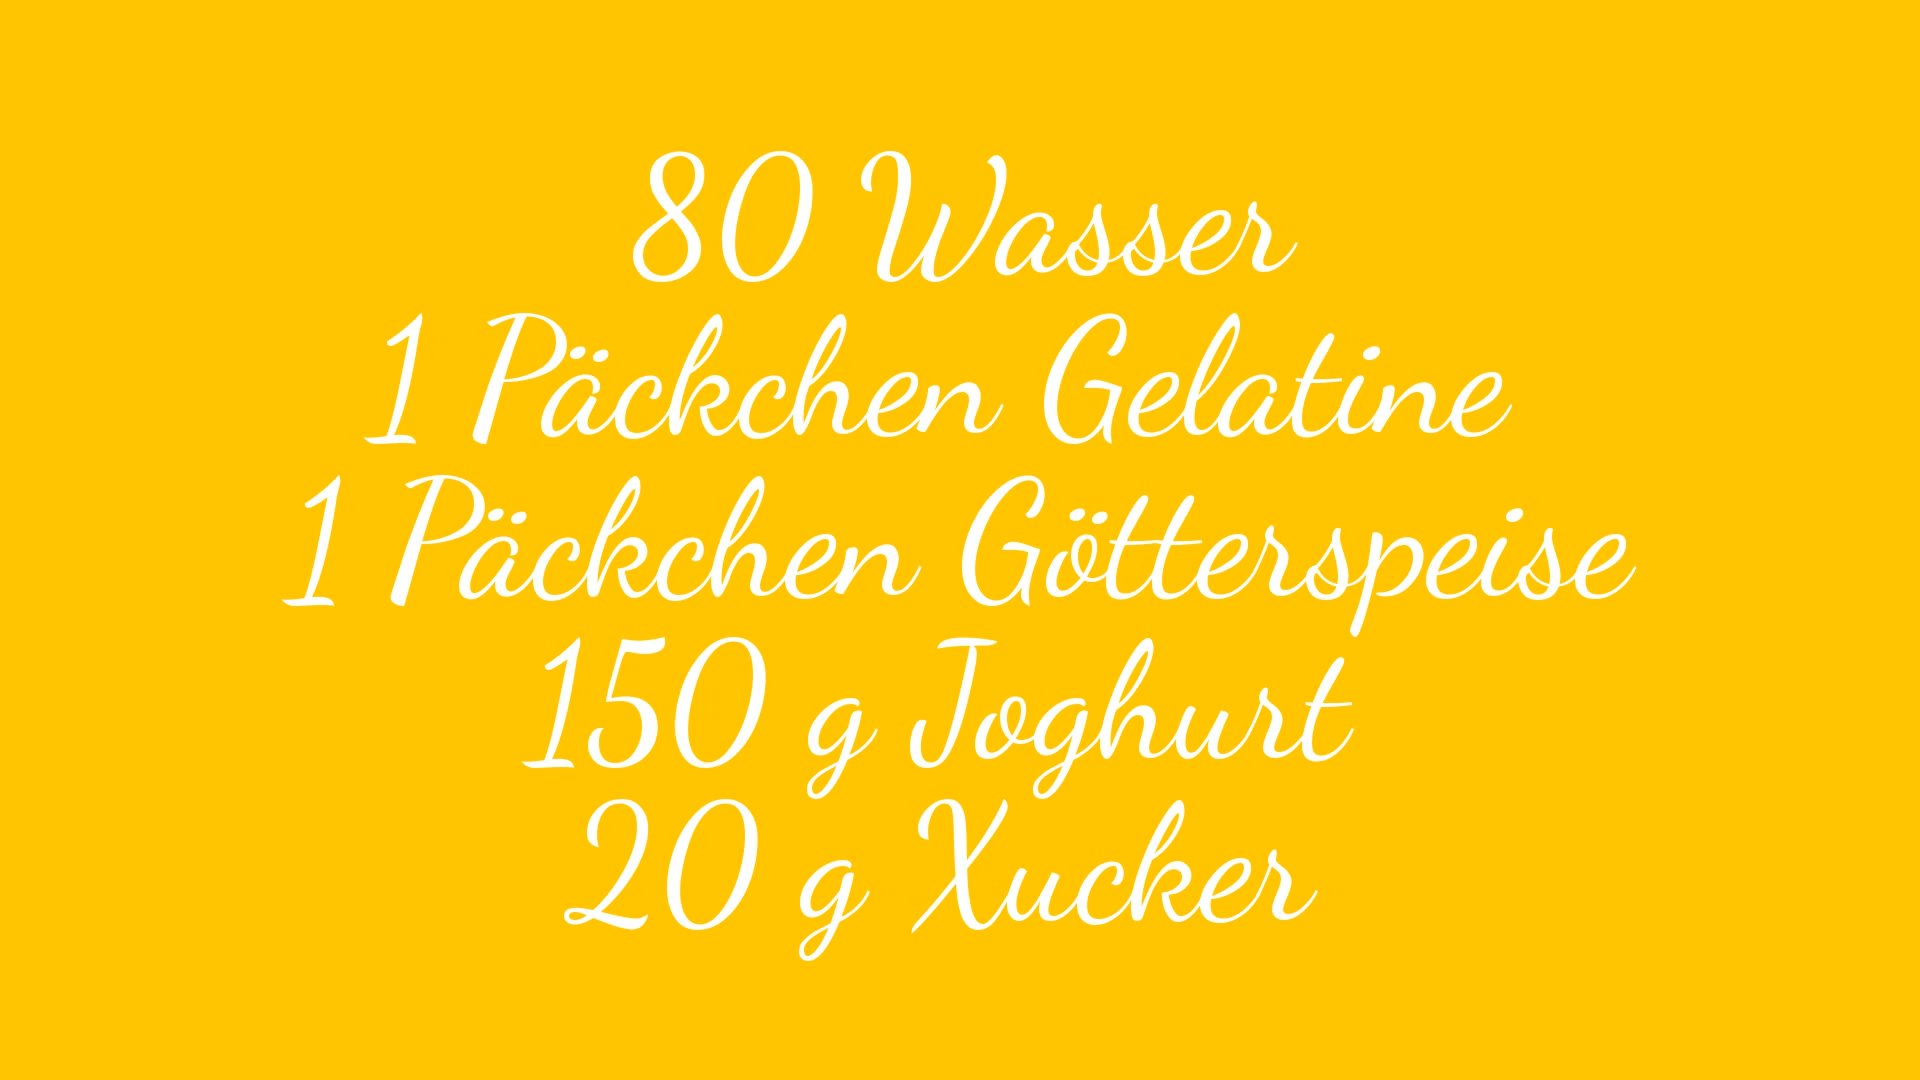 80 Wasser
1 Päckchen Gelatine
1 Päckchen Götterspeise
150 g Joghurt
20 g Xucker